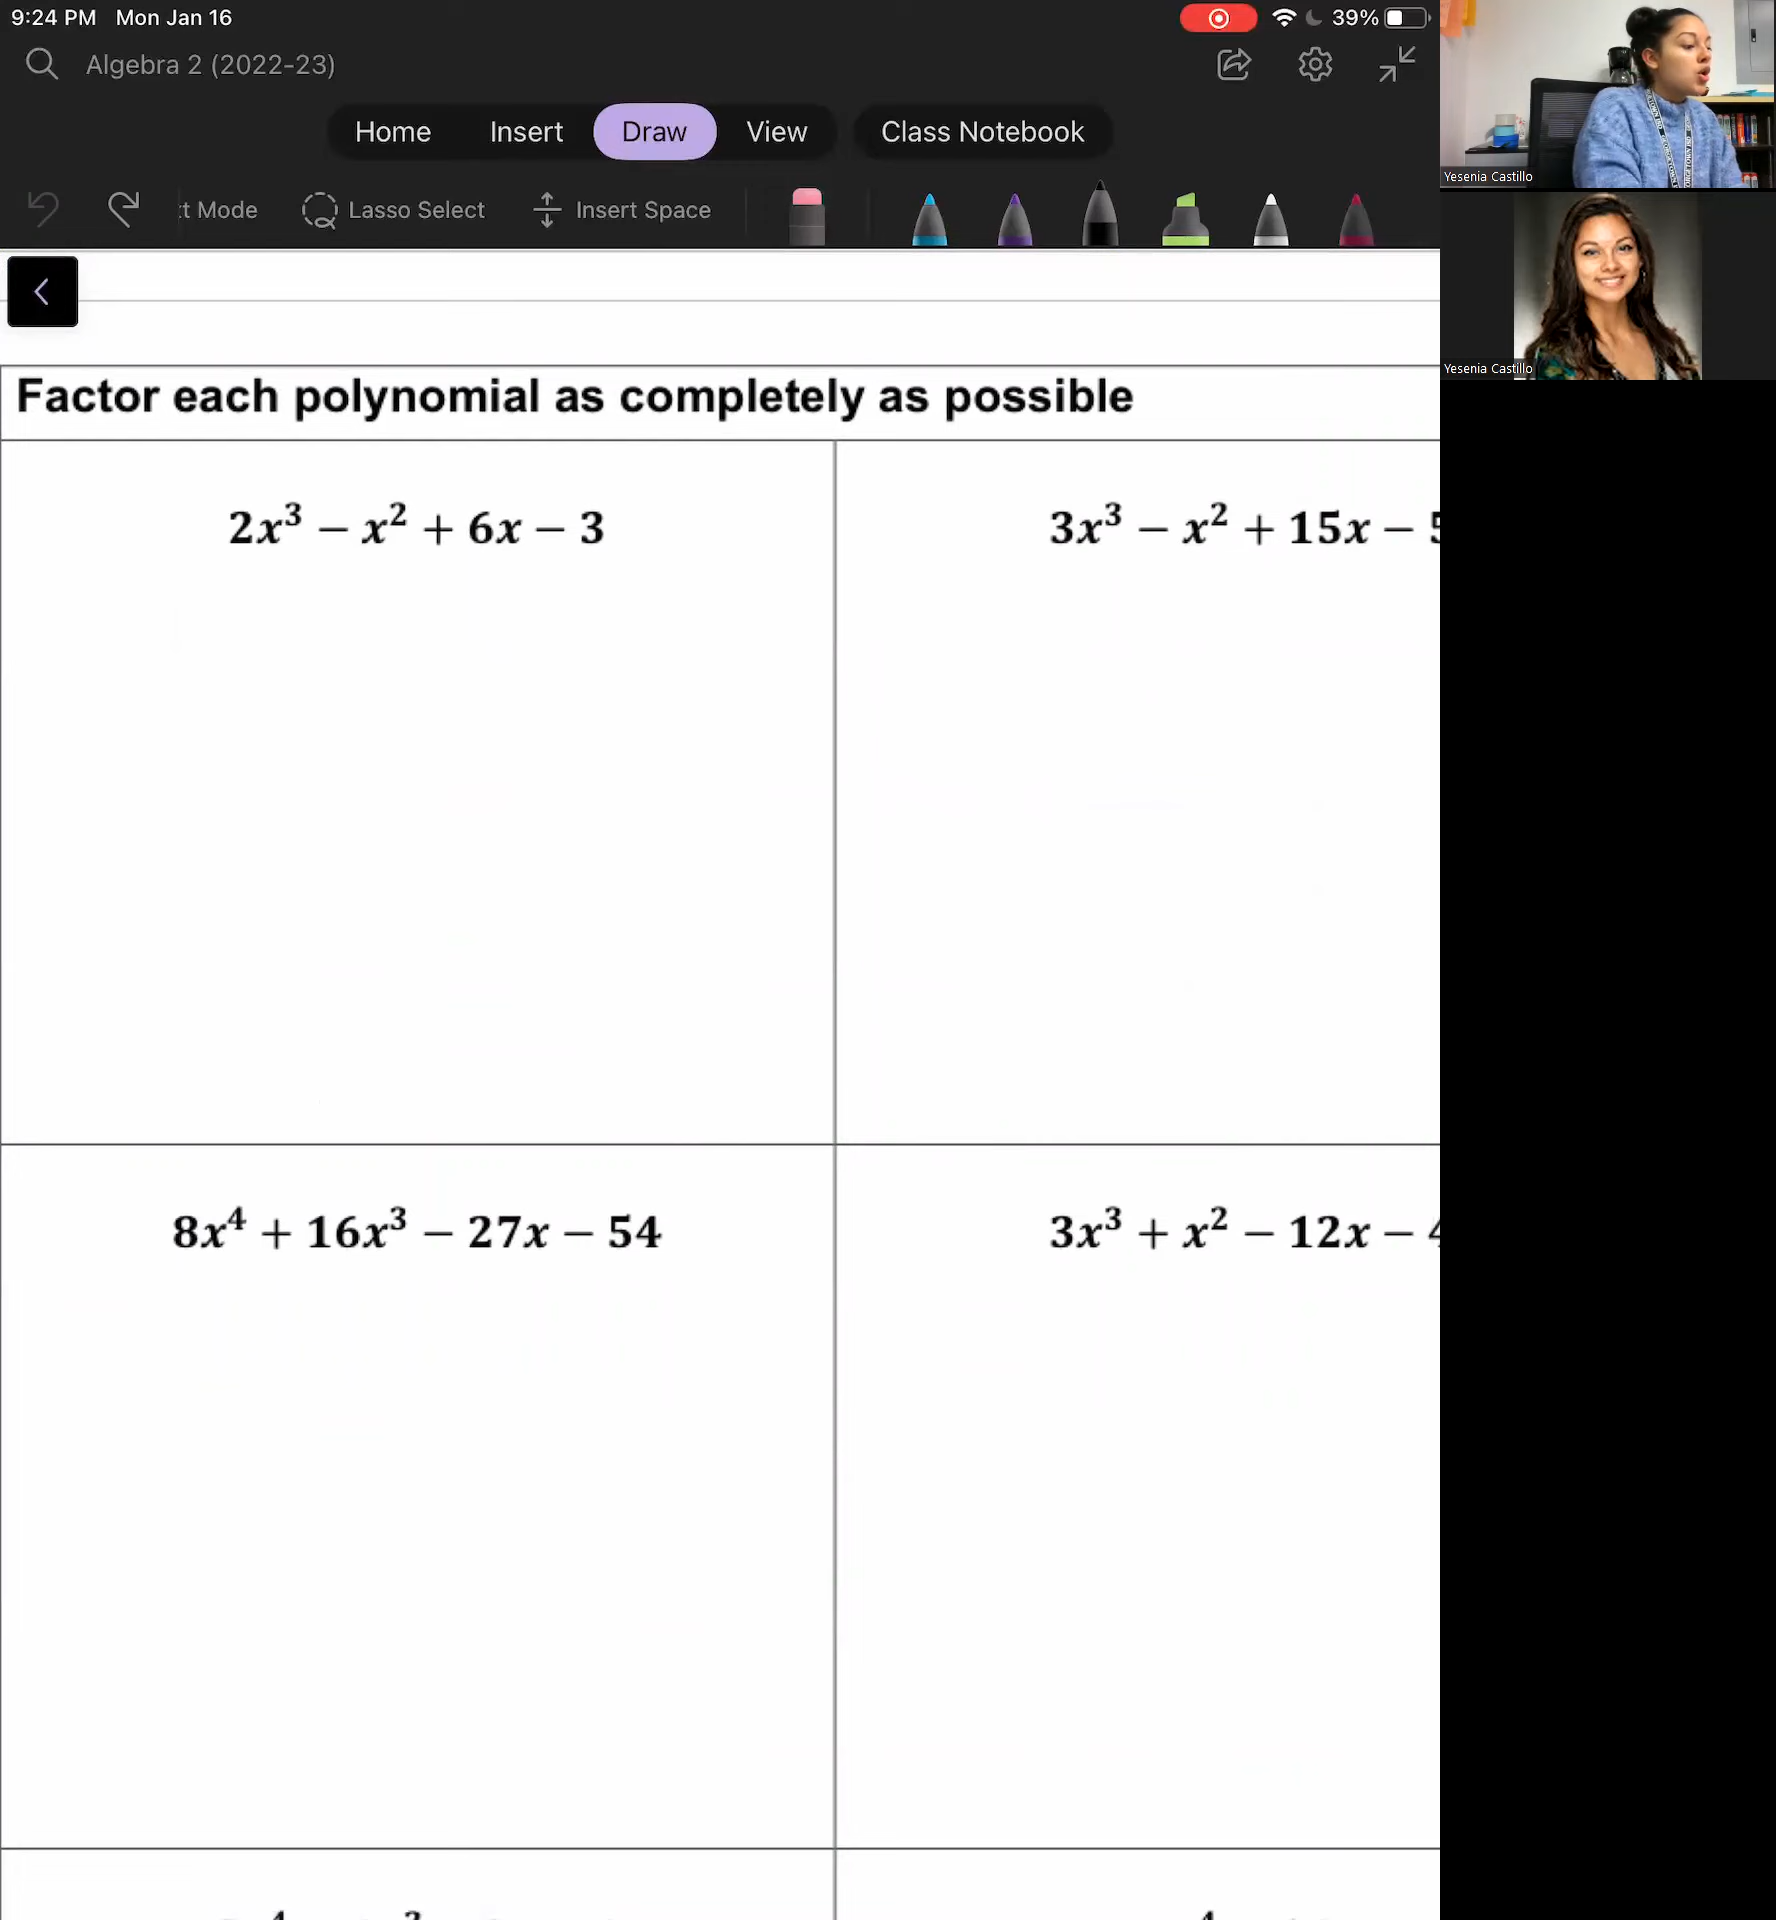 9:24 PM Mon Jan 16
39%
Algebra 2 (2022-23)
Home Insert Draw View Class Notebook
Mode Lasso Select Insert Space
Yesenia Castillo
Yesenia Castillo
Factor each polynomial as completely as possible
2x³ − x² + 6x − 3
3x³ − x² + 15x − 5
8x⁴ + 16x³ − 27x − 54
3x³ + x² − 12x − 4